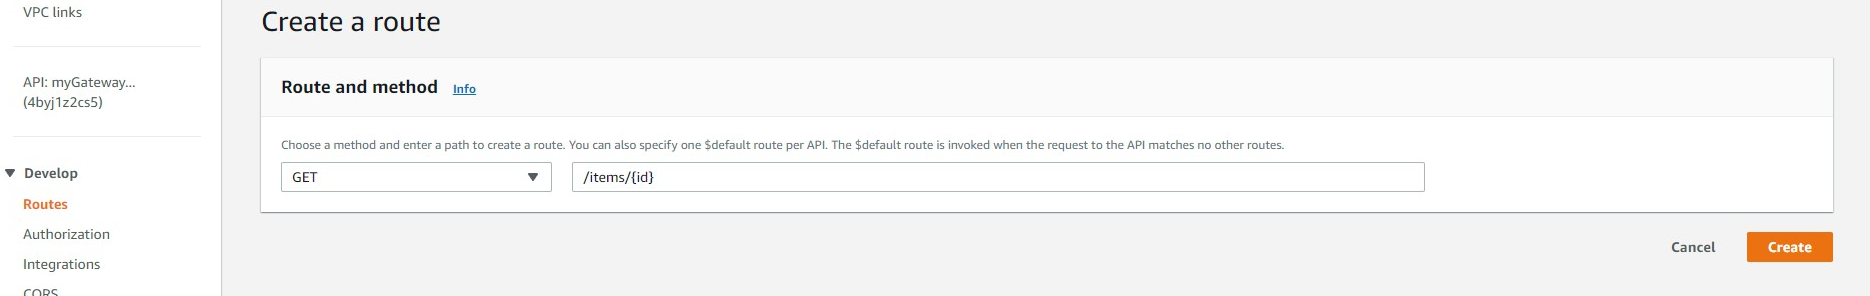 VPC links
API: myGateway...
(4byj1z2cs5)
Develop
Routes
Authorization
Integrations
CORS
Create a route
Route and method Info
Choose a method and enter a path to create a route. You can also specify one $default route per API. The $default route is invoked when the request to the API matches no other routes.
GET /items/{id}
Cancel Create